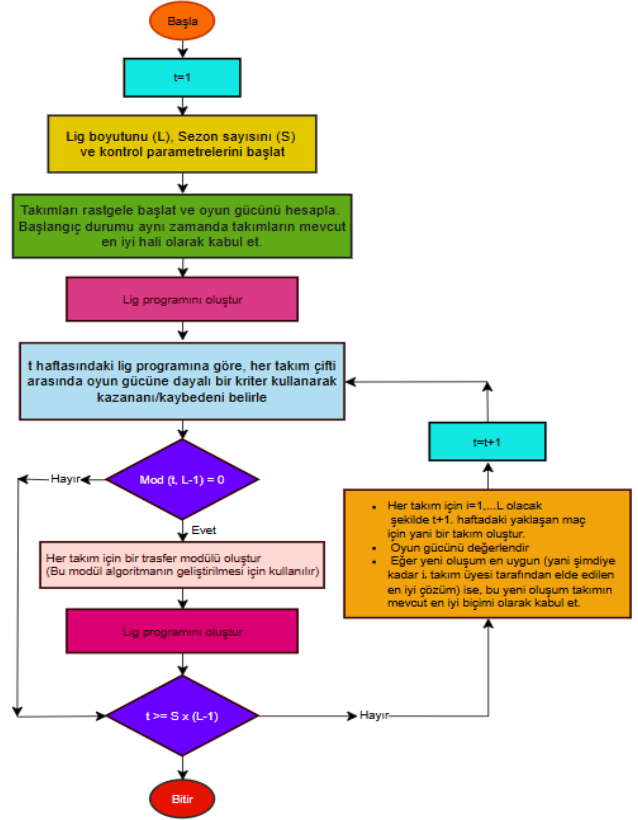 Başla
t=1
Lig boyutunu (L), Sezon sayısını (S)
ve kontrol parametrelerini başlat
Takımları rastgele başlat ve oyun gücünü hesapla.
Başlangıç durumu aynı zamanda takımların mevcut
en iyi hali olarak kabul et.
Lig programını oluştur
t haftasındaki lig programına göre, her takım çifti
arasında oyun gücüne dayalı bir kriter kullanarak
kazananı/kaybedeni belirle
Mod (t, L-1) = 0
Hayır
Evet
Her takım için bir trasfer modülü oluştur
(Bu modül algoritmanın geliştirilmesi için kullanılır)
Lig programını oluştur
t >= S x (L-1)
Hayır
Bitir
t=t+1
• Her takım için i=1,...L olacak
şekilde t+1. haftadaki yaklaşan maç
için yani bir takım oluştur.
• Oyun gücünü değerlendir
• Eğer yeni oluşum en uygun (yani şimdiye
kadar i. takım üyesi tarafından elde edilen
en iyi çözüm) ise, bu yeni oluşum takımın
mevcut en iyi biçimi olarak kabul et.